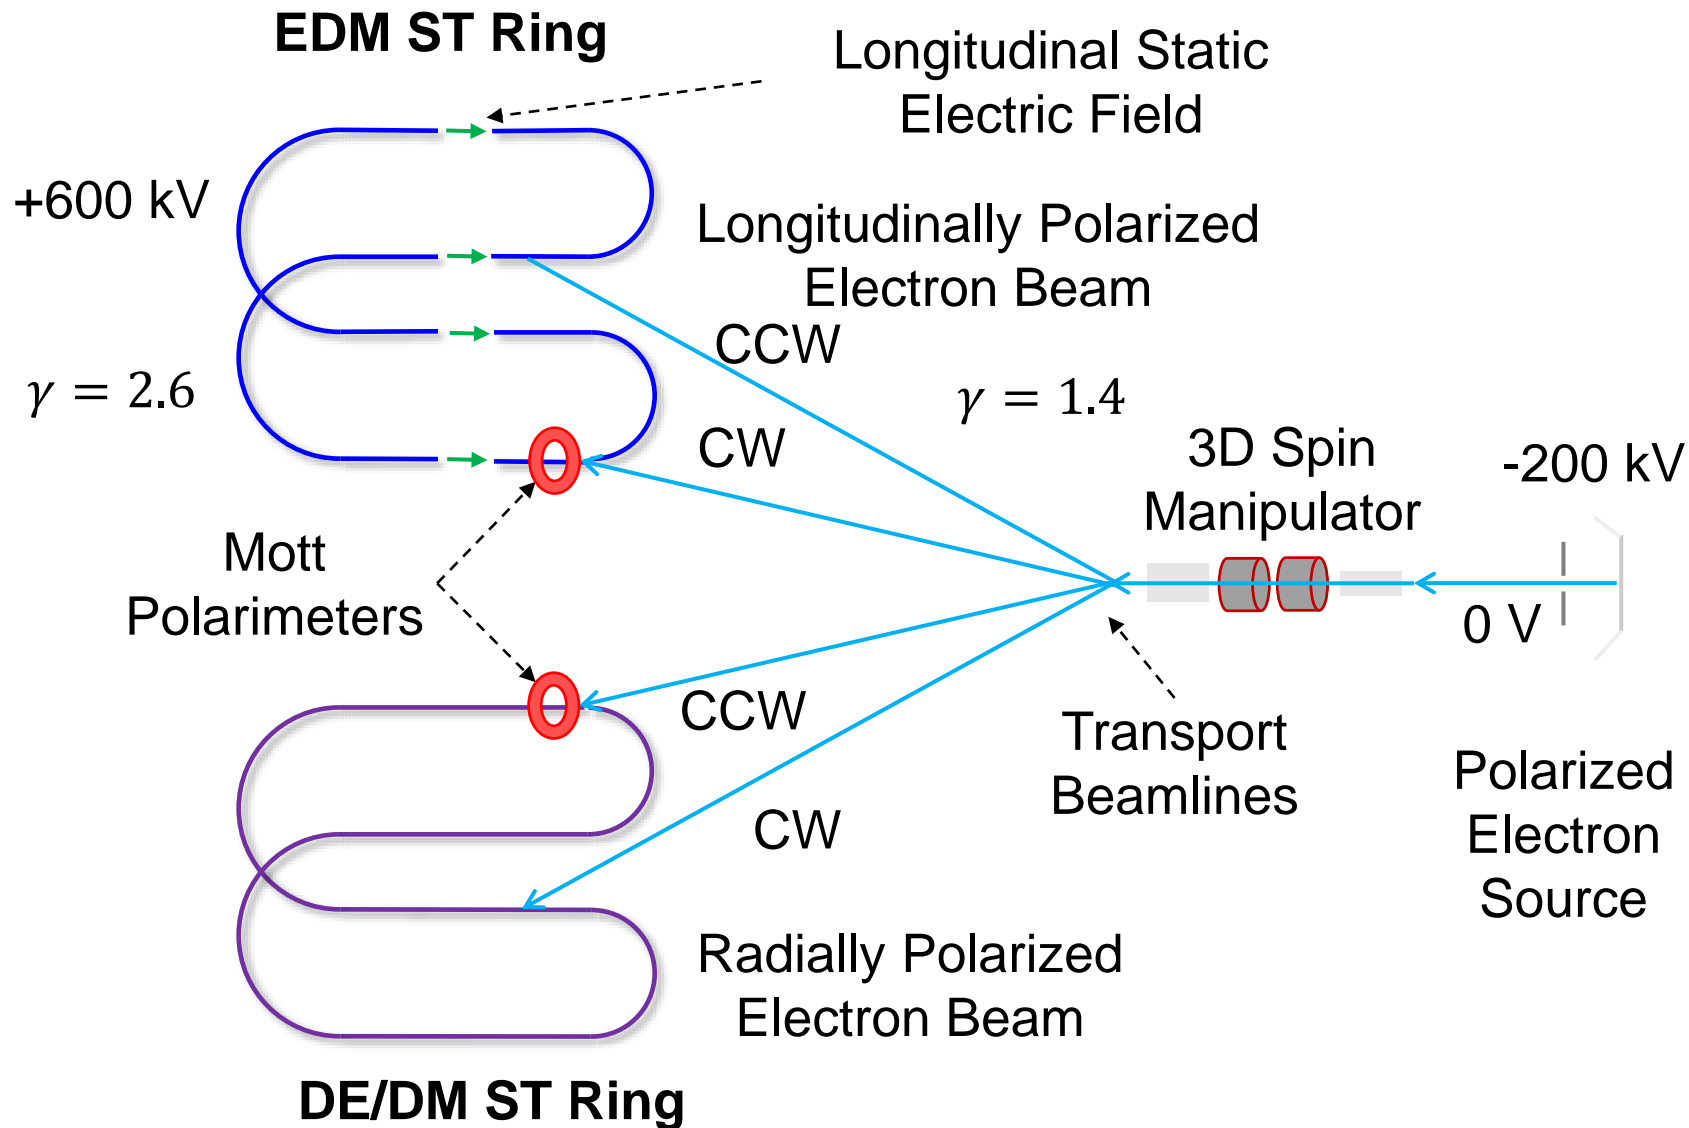 EDM ST Ring
Longitudinal Static
Electric Field
+600 kV
Longitudinally Polarized
Electron Beam
CCW
γ = 2.6
γ = 1.4
CW
3D Spin
Manipulator
-200 kV
Mott
Polarimeters
0 V
CCW
Transport
Beamlines
Polarized
Electron
Source
CW
Radially Polarized
Electron Beam
DE/DM ST Ring